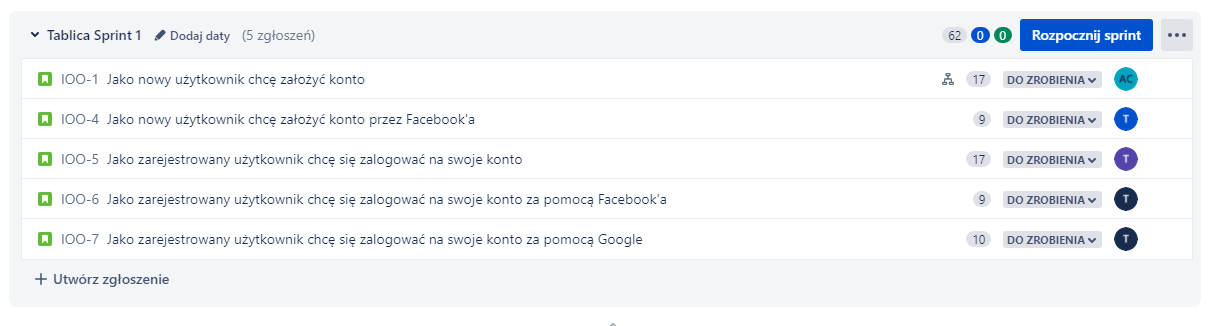 Tablica Sprint 1 Dodaj daty (5 zgłoszeń) 62 0 0 Rozpocznij sprint
IOO-1 Jako nowy użytkownik chcę założyć konto 17 DO ZROBIENIA AC
IOO-4 Jako nowy użytkownik chcę założyć konto przez Facebook'a 9 DO ZROBIENIA T
IOO-5 Jako zarejestrowany użytkownik chcę się zalogować na swoje konto 17 DO ZROBIENIA T
IOO-6 Jako zarejestrowany użytkownik chcę się zalogować na swoje konto za pomocą Facebook'a 9 DO ZROBIENIA T
IOO-7 Jako zarejestrowany użytkownik chcę się zalogować na swoje konto za pomocą Google 10 DO ZROBIENIA T
+ Utwórz zgłoszenie